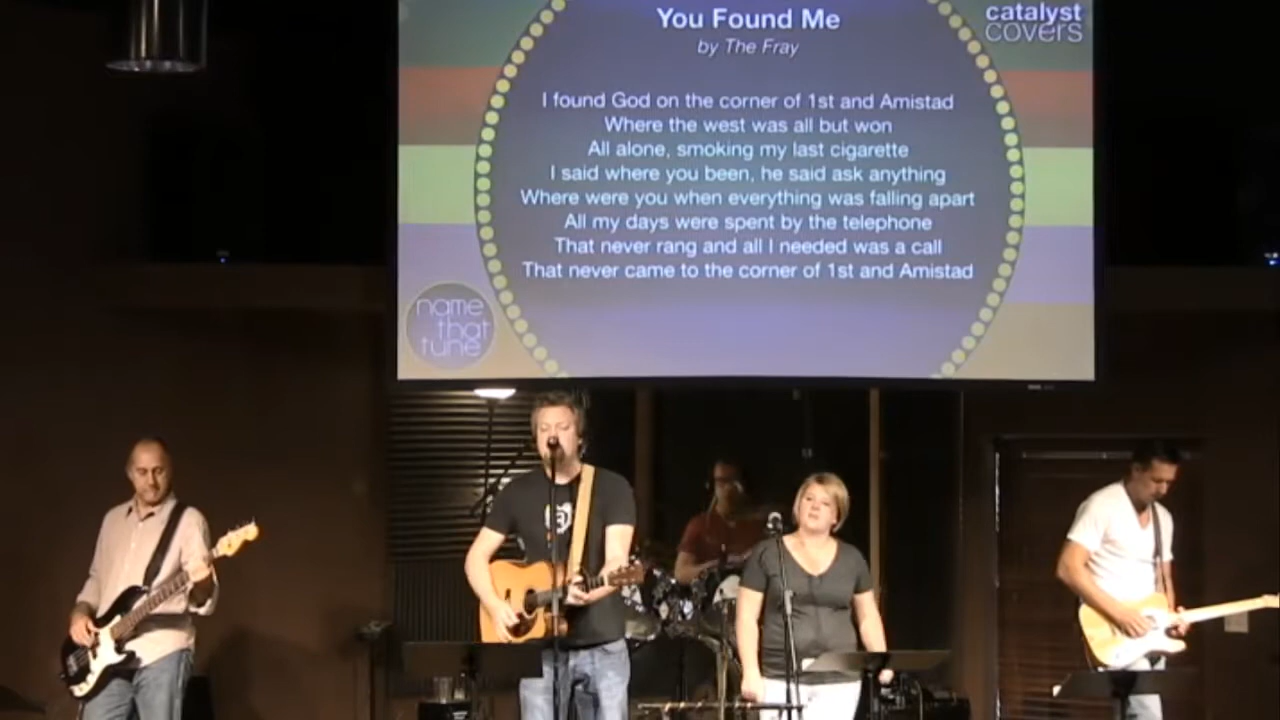 You Found Me
by The Fray
catalyst
covers
I found God on the corner of 1st and Amistad
Where the west was all but won
All alone, smoking my last cigarette
I said where you been, he said ask anything
Where were you when everything was falling apart
All my days were spent by the telephone
That never rang and all I needed was a call
That never came to the corner of 1st and Amistad
name
that
tune